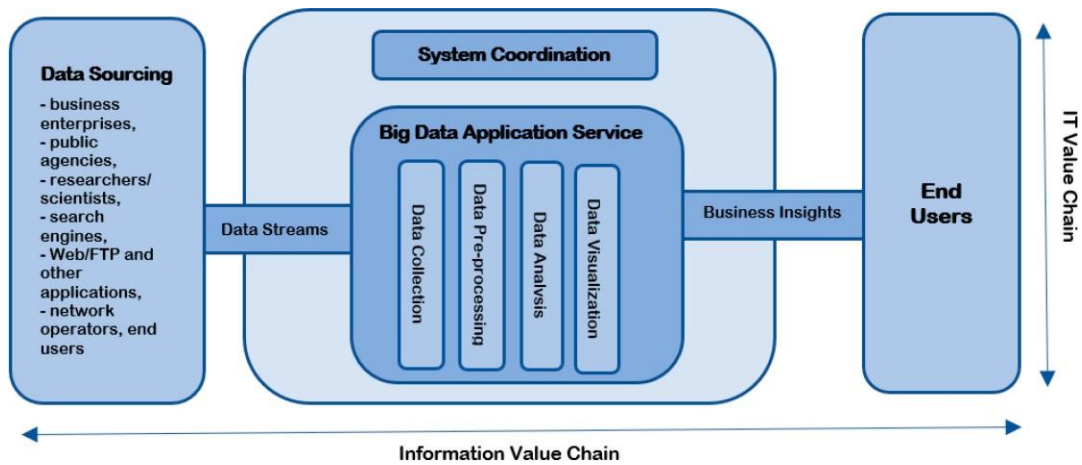 Data Sourcing
- business
enterprises,
- public
agencies,
- researchers/
scientists,
- search
engines,
- Web/FTP and
other
applications,
- network
operators, end
users
Data Streams
System Coordination
Big Data Application Service
Data Collection
Data Pre-processing
Data Analysis
Data Visualization
Business Insights
End
Users
IT Value Chain
Information Value Chain